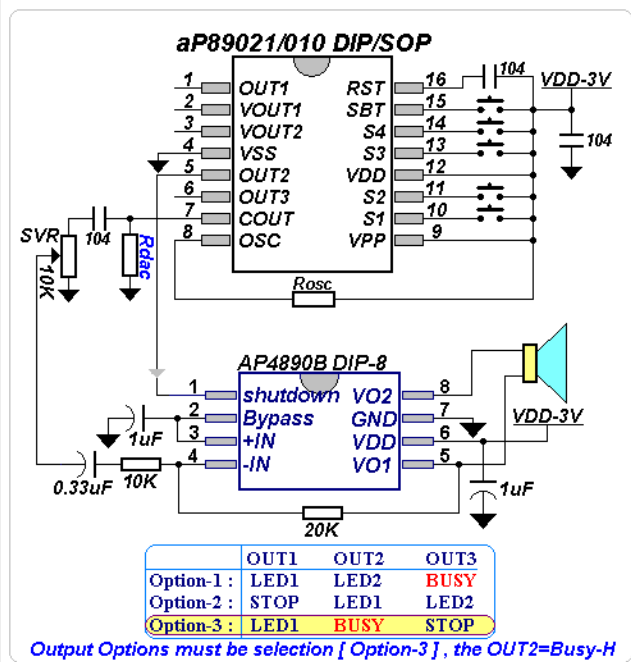 aP89021/010 DIP/SOP
1 OUT1 RST 16 104 VDD-3V
2 VOUT1 SBT 15
3 VOUT2 S4 14 104
4 VSS S3 13
5 OUT2 VDD 12
6 OUT3 S2 11
7 COUT S1 10
8 OSC VPP 9
SVR 104 Rdac
10K
Rosc
AP4890B DIP-8
1 shutdown VO2 8
2 Bypass GND 7 VDD-3V
1uF
3 +IN VDD 6
4 -IN VO1 5
0.33uF 10K 1uF
20K
OUT1 OUT2 OUT3
Option-1 : LED1 LED2 BUSY
Option-2 : STOP LED1 LED2
Option-3 : LED1 BUSY STOP
Output Options must be selection [ Option-3 ] , the OUT2=Busy-H